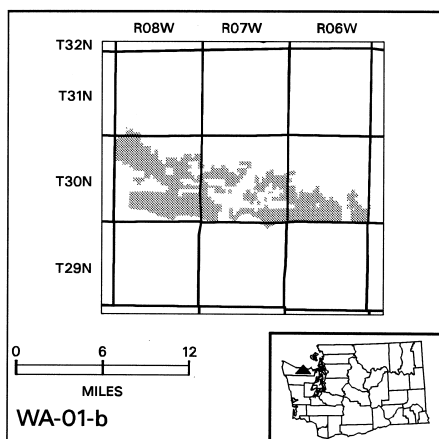 R08W R07W R06W
T32N
T31N
T30N
T29N
0 6 12
MILES
WA-01-b